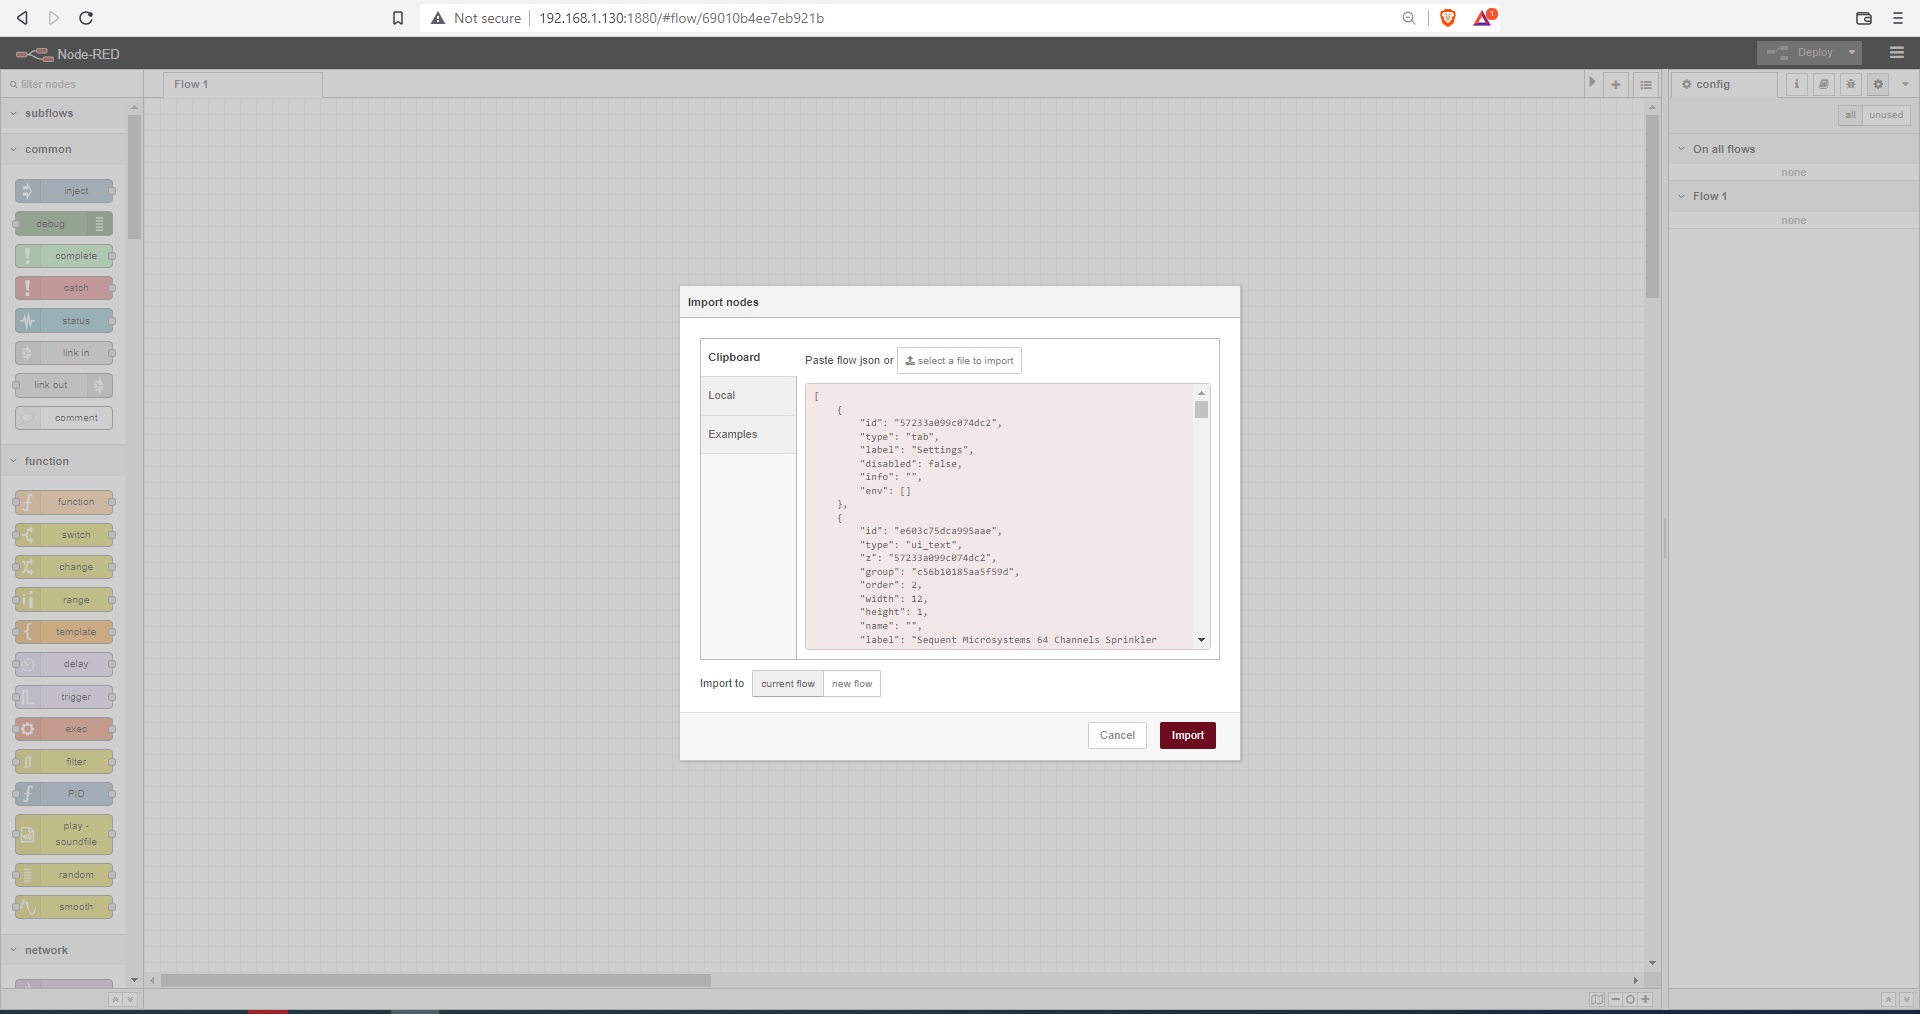 Not secure
192.168.1.130:1880/#flow/69010b4ee7eb921b
1
Node-RED
Deploy
filter nodes
Flow 1
config
all
unused
subflows
common
inject
debug
complete
catch
status
link in
link out
comment
function
function
switch
change
range
template
delay
trigger
exec
filter
PID
play -
soundfile
random
smooth
network
On all flows
none
Flow 1
none
Import nodes
Clipboard
Local
Examples
Paste flow json or
select a file to import
[
{
"id": "57233a099c074dc2",
"type": "tab",
"label": "Settings",
"disabled": false,
"info": "",
"env": []
},
{
"id": "e603c75dca995aae",
"type": "ui_text",
"z": "57233a099c074dc2",
"group": "c56b10185aa5f59d",
"order": 2,
"width": 12,
"height": 1,
"name": "",
"label": "Sequent Microsystems 64 Channels Sprinkler
Import to
current flow
new flow
Cancel
Import